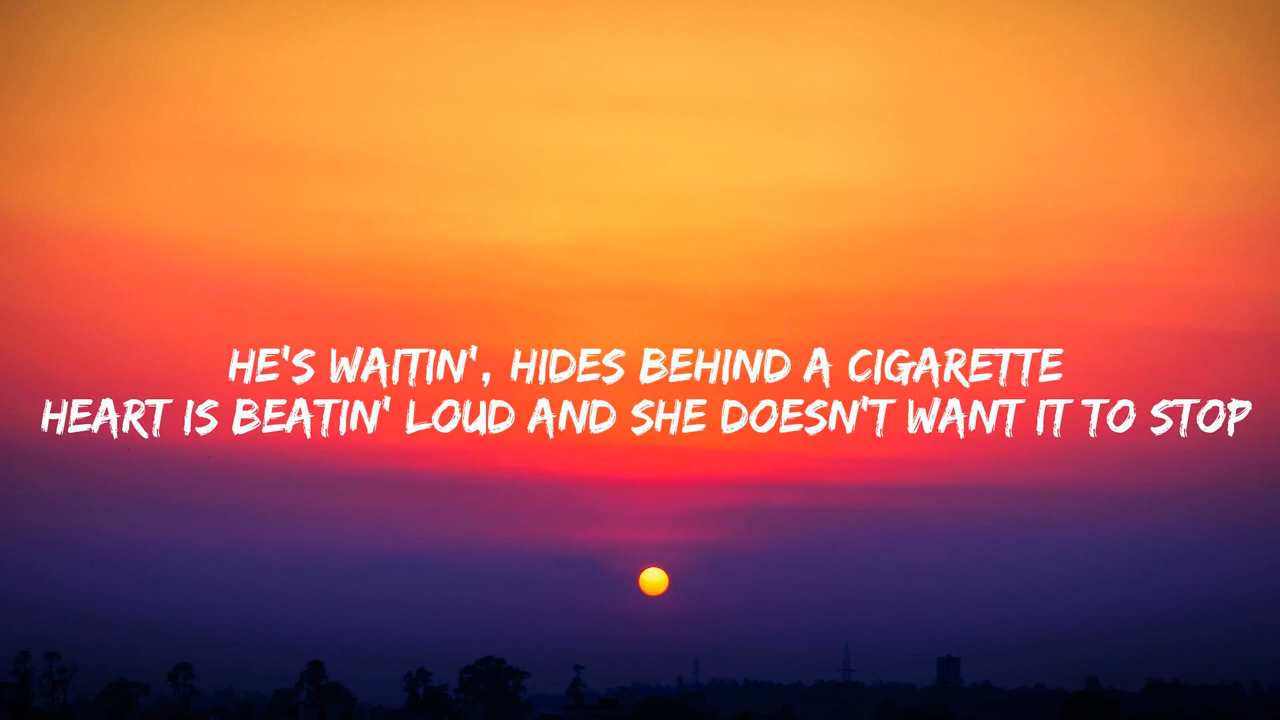 HE'S WAITIN', HIDES BEHIND A CIGARETTE
HEART IS BEATIN' LOUD AND SHE DOESN'T WANT IT TO STOP